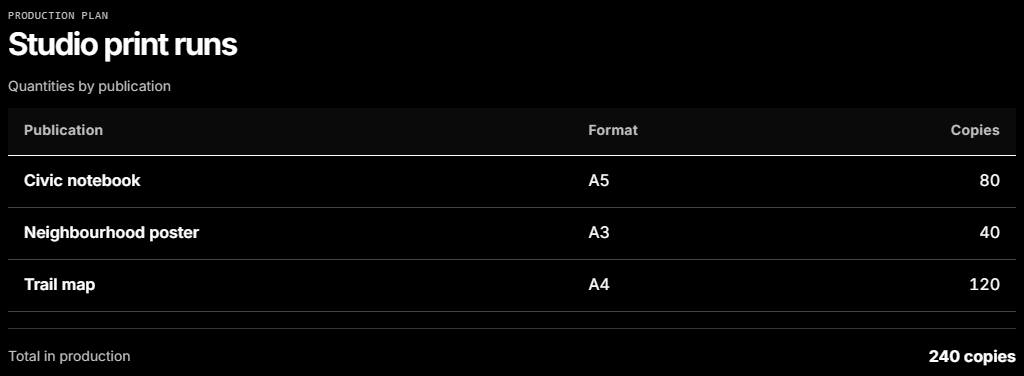 PRODUCTION PLAN
Studio print runs
Quantities by publication
Publication Format Copies
Civic notebook A5 80
Neighbourhood poster A3 40
Trail map A4 120
Total in production 240 copies